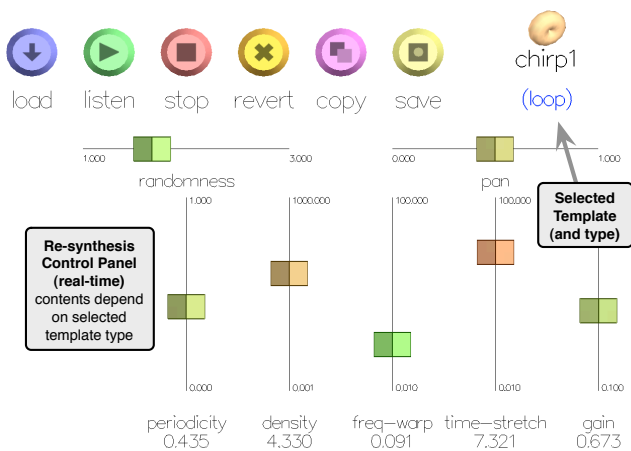 chirp1
load listen stop revert copy save (loop)
1.000 3.000 0.000 1.000
randomness pan
Selected
Template
(and type)
1.000 1000.000 100.000 100.000
Re-synthesis
Control Panel
(real-time)
contents depend
on selected
template type
0.000 0.001 0.010 0.010 0.100
periodicity density freq-warp time-stretch gain
0.435 4.330 0.091 7.321 0.673